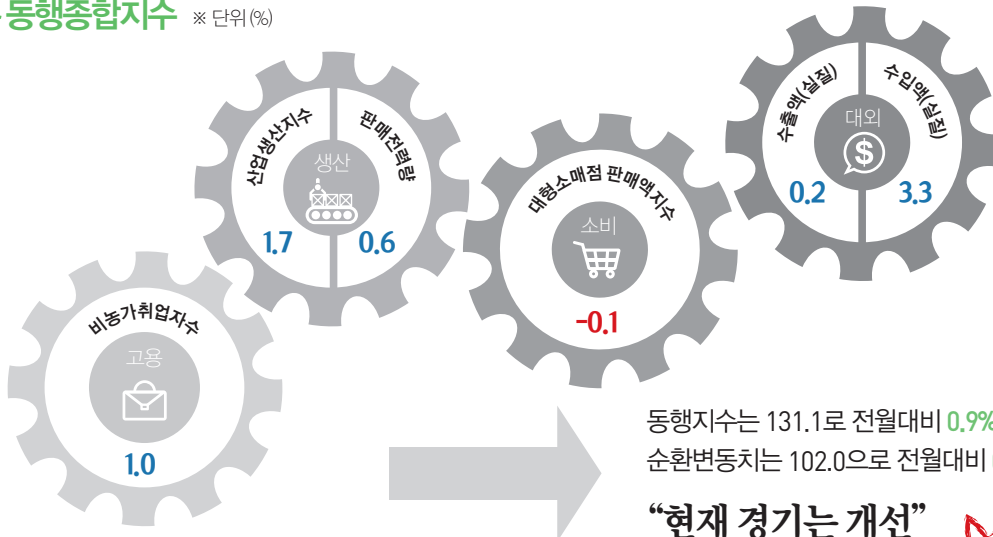 동행종합지수 ※ 단위(%)
수출액(실질)
수입액(실질)
대외
$
0.2
3.3
산업생산지수
판매전력량
생산
1.7
0.6
대형소매점 판매액지수
소비
-0.1
비농가취업자수
고용
1.0
동행지수는 131.1로 전월대비 0.9%
순환변동치는 102.0으로 전월대비
“현재 경기는 개선”